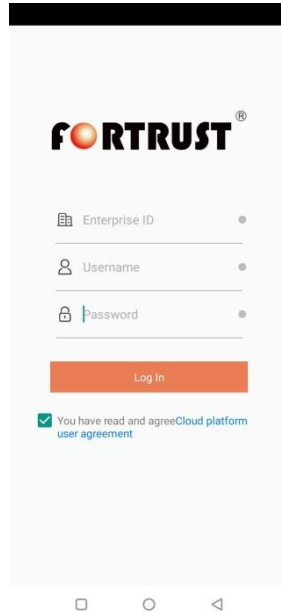 FORTRUST®
Enterprise ID
Username
Password
Log In
You have read and agreeCloud platform
user agreement